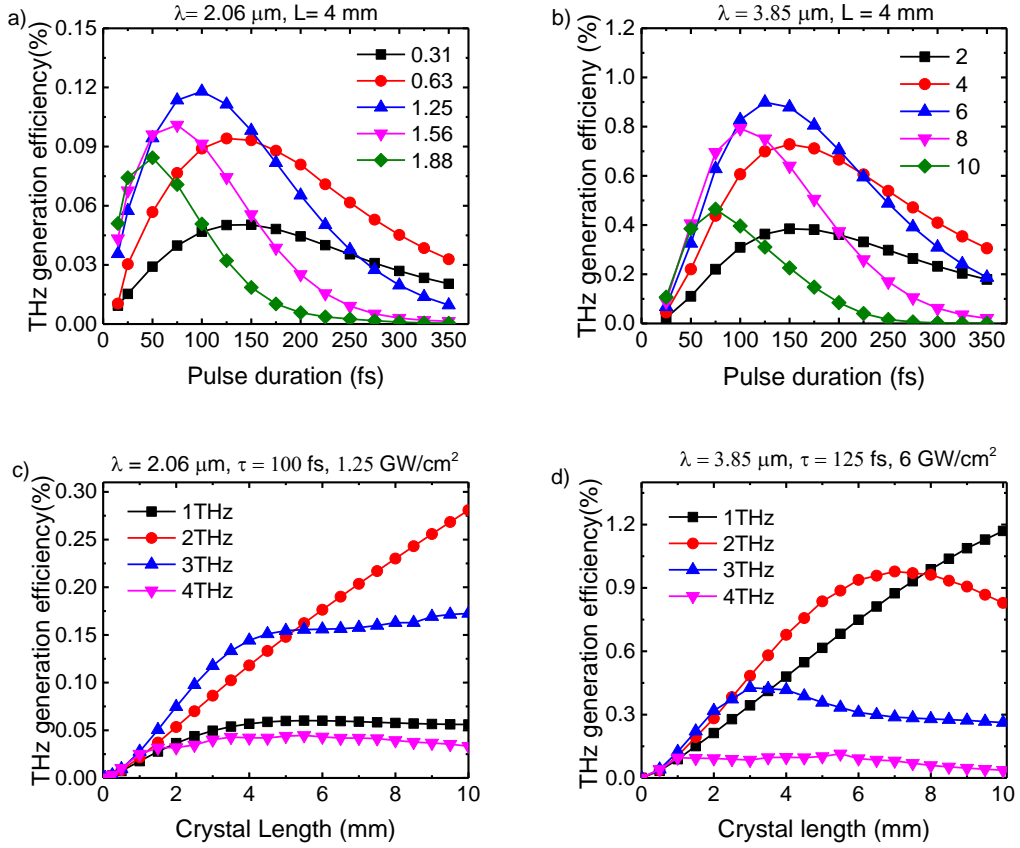 a)
λ= 2.06 μm, L= 4 mm
THz generation efficiency(%)
0.15
0.12
0.09
0.06
0.03
0.00
0.31
0.63
1.25
1.56
1.88
0 50 100 150 200 250 300 350
Pulse duration (fs)
b)
λ = 3.85 μm, L = 4 mm
THz generation efficieny (%)
1.2
1.0
0.8
0.6
0.4
0.2
0.0
2
4
6
8
10
0 50 100 150 200 250 300 350
Pulse duration (fs)
c)
λ = 2.06 μm, τ = 100 fs, 1.25 GW/cm²
THz generation efficiency(%)
0.30
0.25
0.20
0.15
0.10
0.05
0.00
1THz
2THz
3THz
4THz
0 2 4 6 8 10
Crystal Length (mm)
d)
λ = 3.85 μm, τ = 125 fs, 6 GW/cm²
THz generation efficiency(%)
1.2
0.9
0.6
0.3
0.0
1THz
2THz
3THz
4THz
0 2 4 6 8 10
Crystal length (mm)